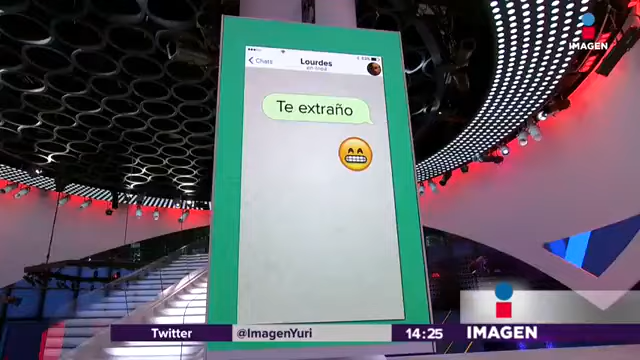 IMAGEN
Chats
Lourdes
Te extraño
Twitter
@ImagenYuri
14:25
IMAGEN